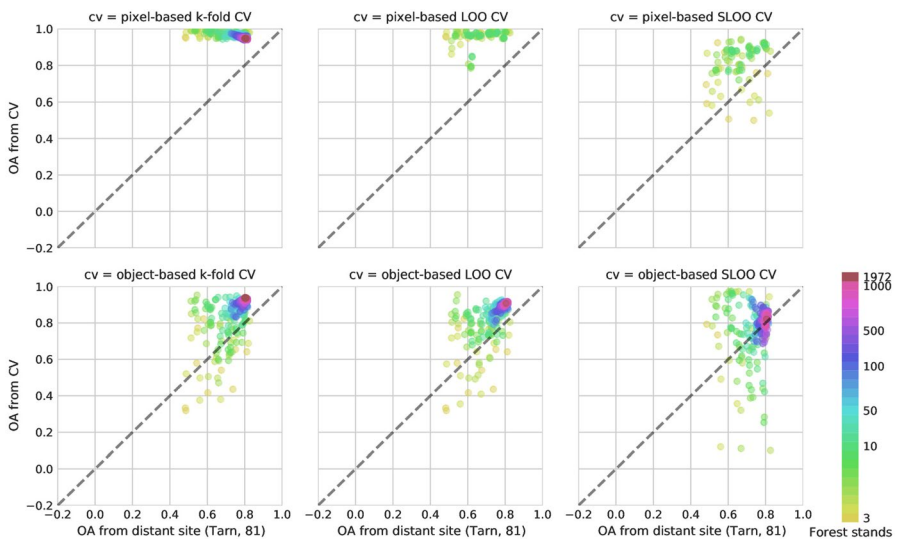 cv = pixel-based k-fold CV
cv = pixel-based LOO CV
cv = pixel-based SLOO CV
OA from CV
1.0
0.8
0.6
0.4
0.2
0.0
−0.2
cv = object-based k-fold CV
cv = object-based LOO CV
cv = object-based SLOO CV
OA from CV
1.0
0.8
0.6
0.4
0.2
0.0
−0.2
−0.2 0.0 0.2 0.4 0.6 0.8 1.0
−0.2 0.0 0.2 0.4 0.6 0.8 1.0
−0.2 0.0 0.2 0.4 0.6 0.8 1.0
OA from distant site (Tarn, 81)
OA from distant site (Tarn, 81)
OA from distant site (Tarn, 81)
1972
1000
500
100
50
10
3
Forest stands